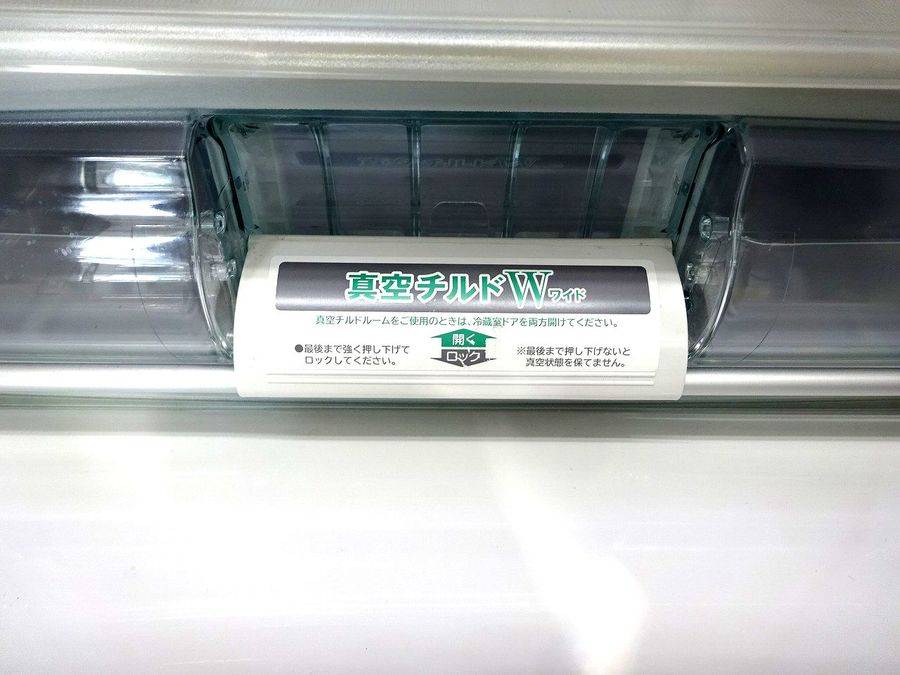 真空チルドWワイド
真空チルドルームをご使用のときは、冷蔵室ドアを両方開けてください。
開く
ロック
●最後まで強く押し下げて
ロックしてください。
※最後まで押し下げないと
真空状態を保てません。